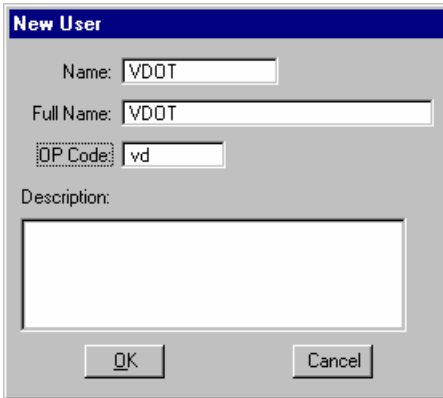 New User
Name: VDOT
Full Name: VDOT
OP Code: vd
Description:
OK Cancel